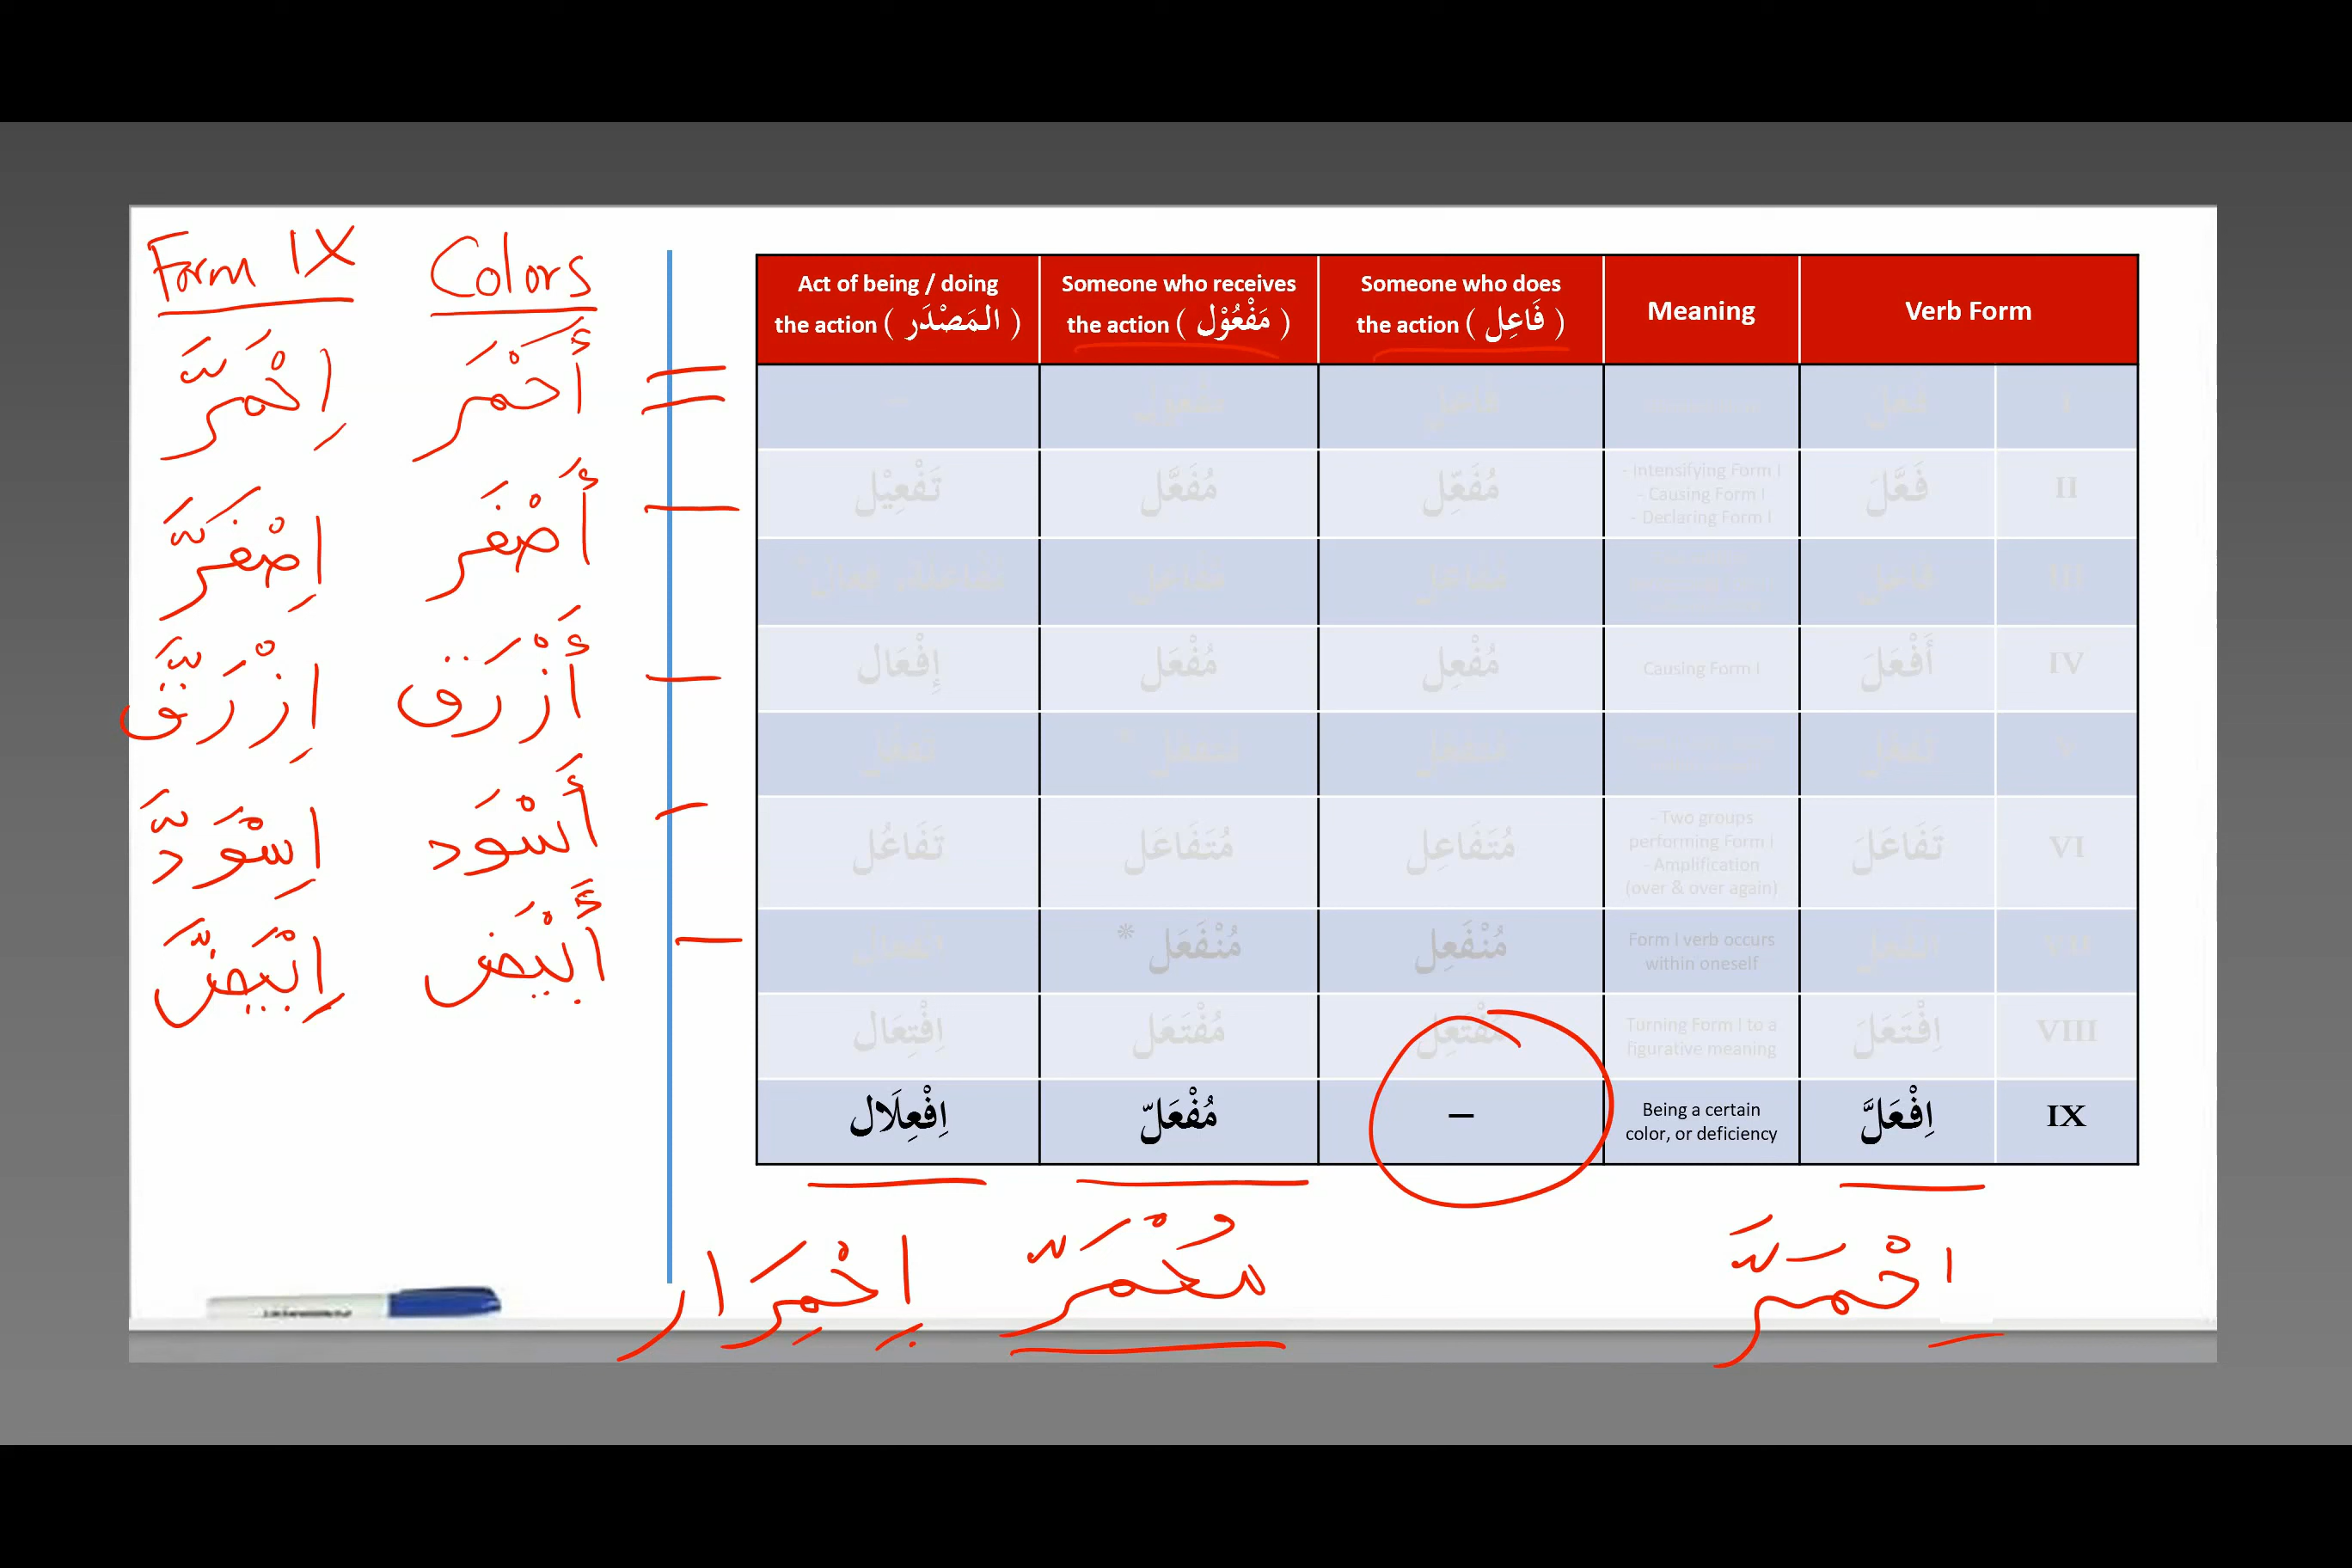 Form IX Colors
اِحْمَرَّ أَحْمَر
اِصْفَرَّ أَصْفَر
اِزْرَقَّ أَزْرَق
اِسْوَدَّ أَسْوَد
اِبْيَضَّ أَبْيَض
Act of being / doing the action ( المَصْدَر ) Someone who receives the action ( مَفْعُوْل ) Someone who does the action ( فَاعِل ) Meaning Verb Form
مَفْعُوْل فَاعِل فَعَلَ I
تَفْعِيْل مُفَعَّل مُفَعِّل - Intensifying Form I - Causing Form I - Declaring Form I فَعَّلَ II
III
إِفْعَال مُفْعَل مُفْعِل Causing Form I أَفْعَلَ IV
V
تَفَاعُل مُتَفَاعَل مُتَفَاعِل - Two groups performing Form I - Amplification (over & over again) تَفَاعَلَ VI
* مُنْفَعَل مُنْفَعِل Form I verb occurs within oneself VII
اِفْتِعَال مُفْتَعَل مُفْتَعِل Turning Form I to a figurative meaning اِفْتَعَلَ VIII
اِفْعِلَال مُفْعَلّ – Being a certain color, or deficiency اِفْعَلَّ IX
اِحْمِرَار مُحْمَرّ اِحْمَرَّ